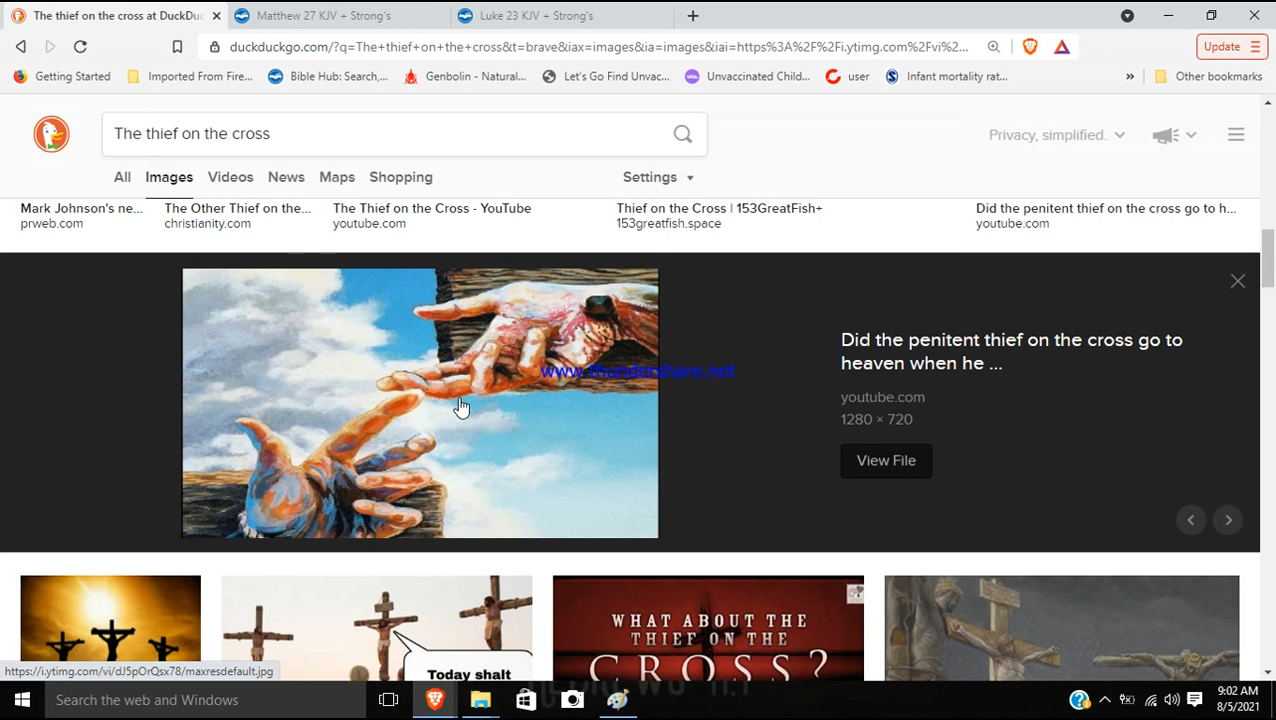 The thief on the cross at DuckDuc
Matthew 27 KJV + Strong's
Luke 23 KJV + Strong's
duckduckgo.com/?q=The+thief+on+the+cross&t=brave&iax=images&ia=images&iai=https%3A%2F%2Fi.ytimg.com%2Fvi%2...
Update
Getting Started
Imported From Fire...
Bible Hub: Search,...
Genbolin - Natural...
Let's Go Find Unvac...
Unvaccinated Child...
user
Infant mortality rat...
Other bookmarks
The thief on the cross
Privacy, simplified.
All
Images
Videos
News
Maps
Shopping
Settings
Mark Johnson's ne...
prweb.com
The Other Thief on the...
christianity.com
The Thief on the Cross - YouTube
youtube.com
Thief on the Cross | 153GreatFish+
153greatfish.space
Did the penitent thief on the cross go to h...
youtube.com
www.thundershare.net
Did the penitent thief on the cross go to
heaven when he ...
youtube.com
1280 × 720
View File
Today shalt
WHAT ABOUT THE
THIEF ON THE
CROSS?
https://i.ytimg.com/vi/dJ5pOrQsx78/maxresdefault.jpg
Search the web and Windows
9:02 AM
8/5/2021